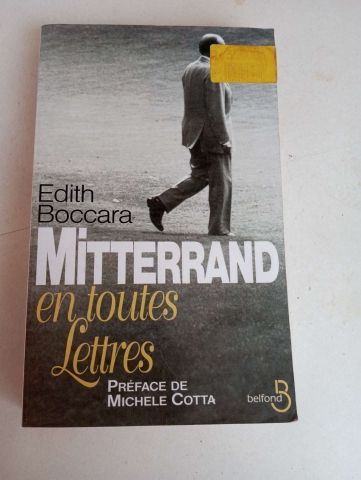 Edith
Boccara
MITTERRAND
en toutes
Lettres
PRÉFACE DE
MICHELE COTTA
belfond
B